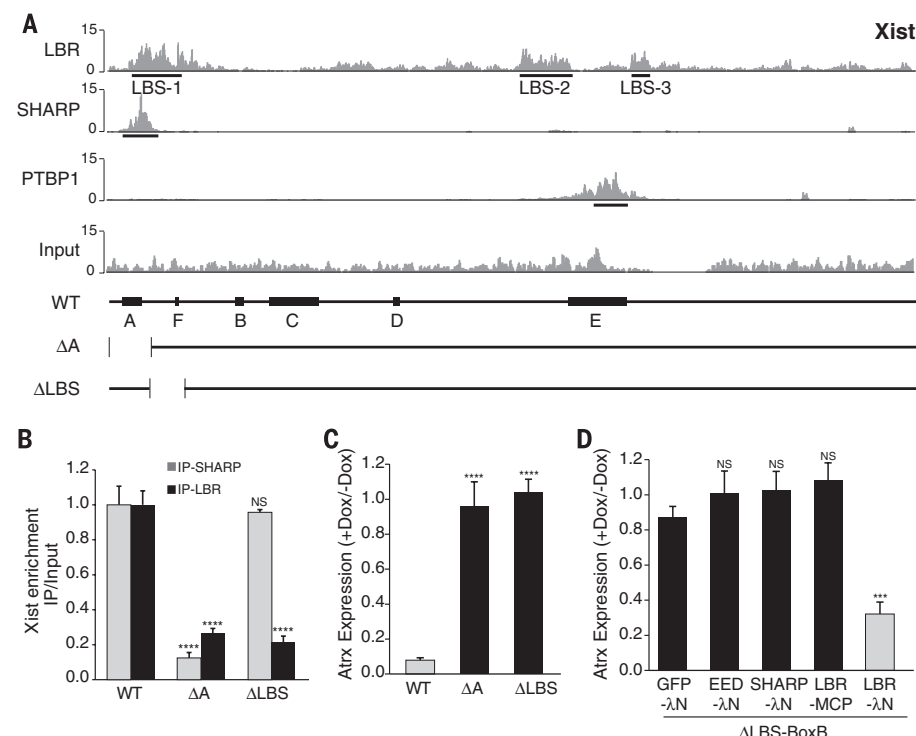 A
Xist
15
LBR
0
LBS-1 LBS-2 LBS-3
15
SHARP
0
15
PTBP1
0
15
Input
0
WT
A F B C D E
ΔA
ΔLBS
B
IP-SHARP
IP-LBR
Xist enrichment
IP/Input
1.2
1.0
0.8
0.6
0.4
0.2
0.0
NS
****
****
****
WT ΔA ΔLBS
C
Atrx Expression (+Dox/-Dox)
1.2
1.0
0.8
0.4
0.2
0.0
****
****
WT ΔA ΔLBS
D
Atrx Expression (+Dox/-Dox)
1.2
1.0
0.8
0.4
0.2
0.0
NS
NS
NS
***
GFP EED SHARP LBR LBR
-λN -λN -λN -MCP -λN
ΔLBS-BoxB